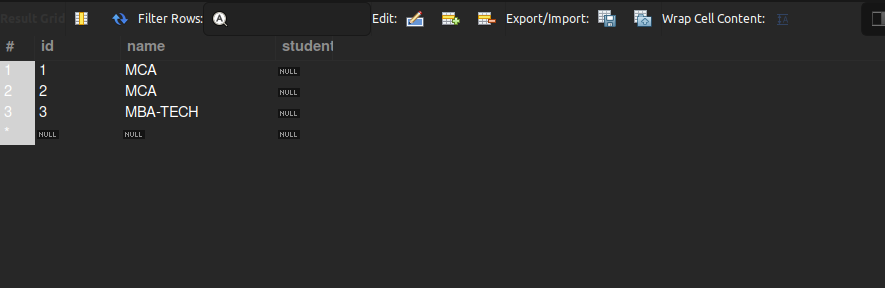 Result Grid Filter Rows: A Edit: Export/Import: Wrap Cell Content: IA
# id name student
1 1 MCA NULL
2 2 MCA NULL
3 3 MBA-TECH NULL
* NULL NULL NULL